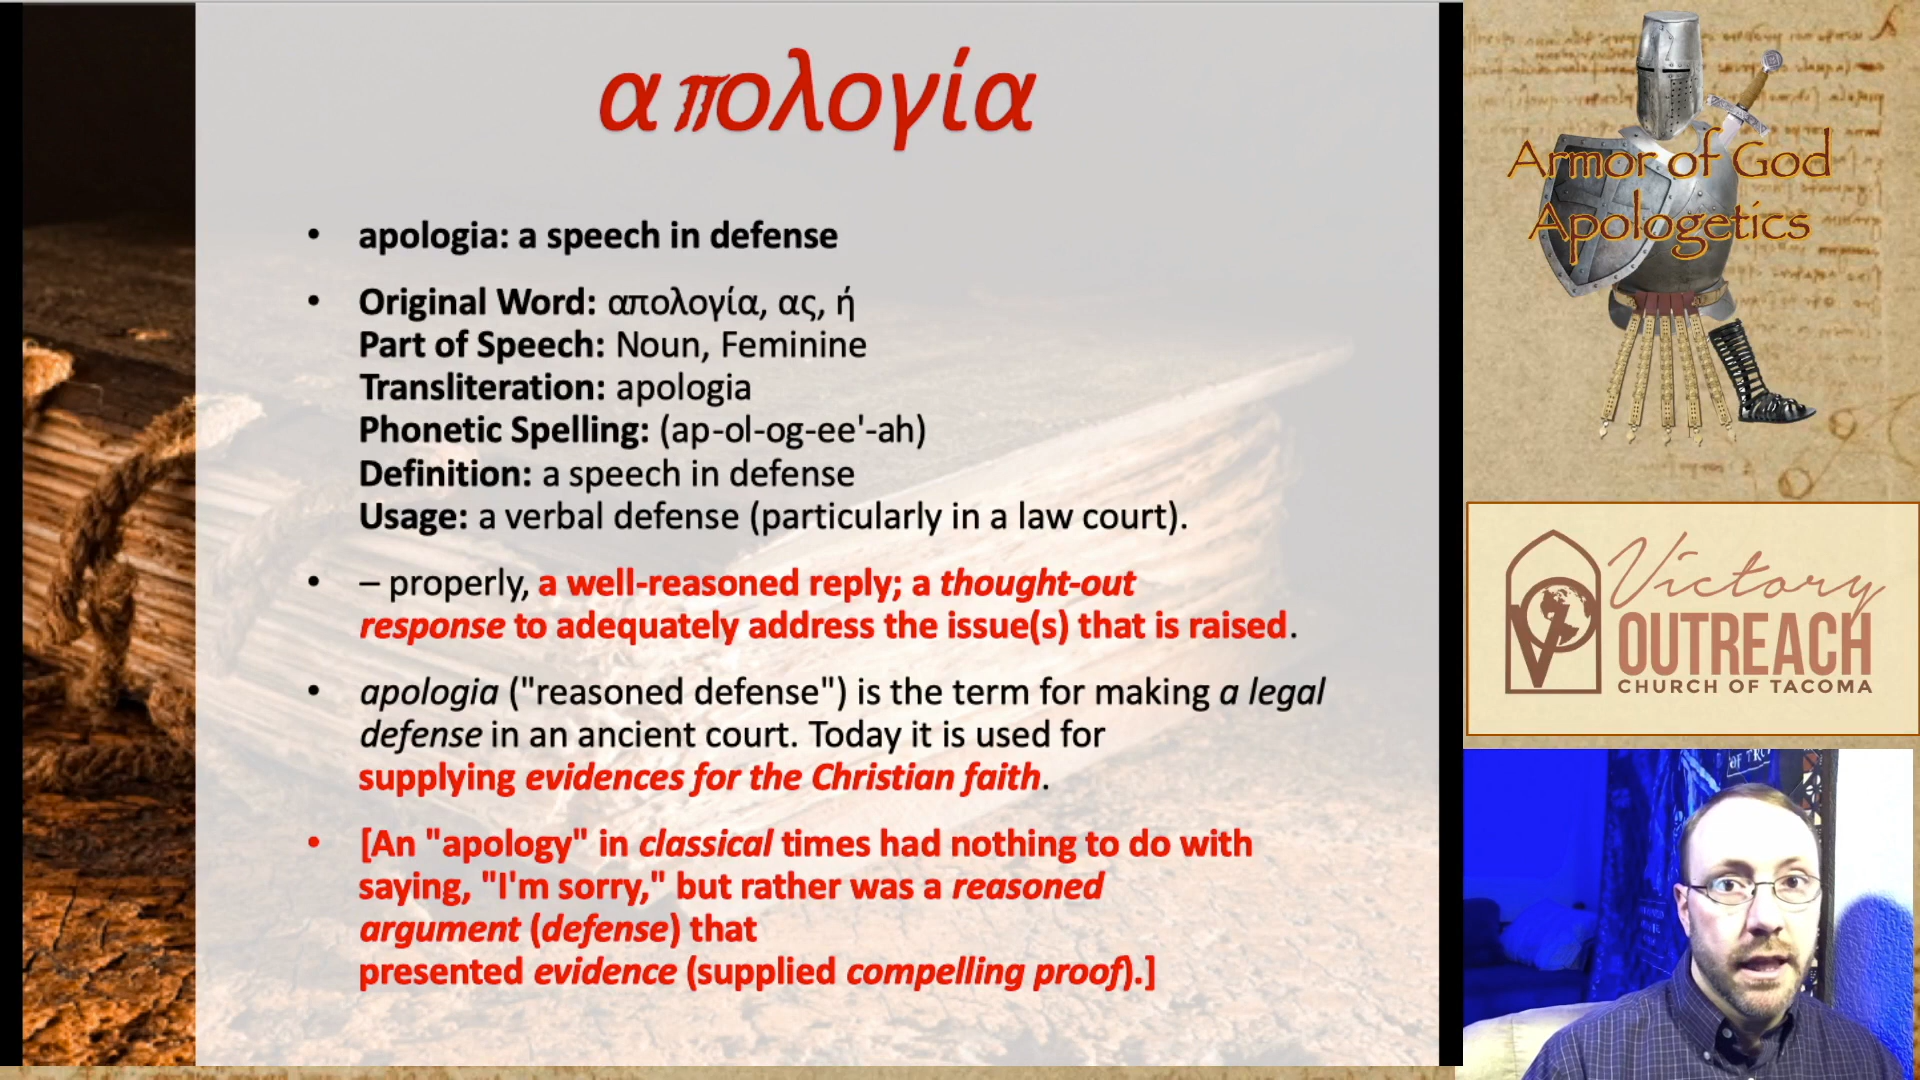 απολογία
• apologia: a speech in defense
• Original Word: απολογία, ας, ή
Part of Speech: Noun, Feminine
Transliteration: apologia
Phonetic Spelling: (ap-ol-og-ee'-ah)
Definition: a speech in defense
Usage: a verbal defense (particularly in a law court).
• – properly, a well-reasoned reply; a thought-out
response to adequately address the issue(s) that is raised.
• apologia ("reasoned defense") is the term for making a legal
defense in an ancient court. Today it is used for
supplying evidences for the Christian faith.
• [An "apology" in classical times had nothing to do with
saying, "I'm sorry," but rather was a reasoned
argument (defense) that
presented evidence (supplied compelling proof).]
Armor of God
Apologetics
Victory
OUTREACH
CHURCH OF TACOMA